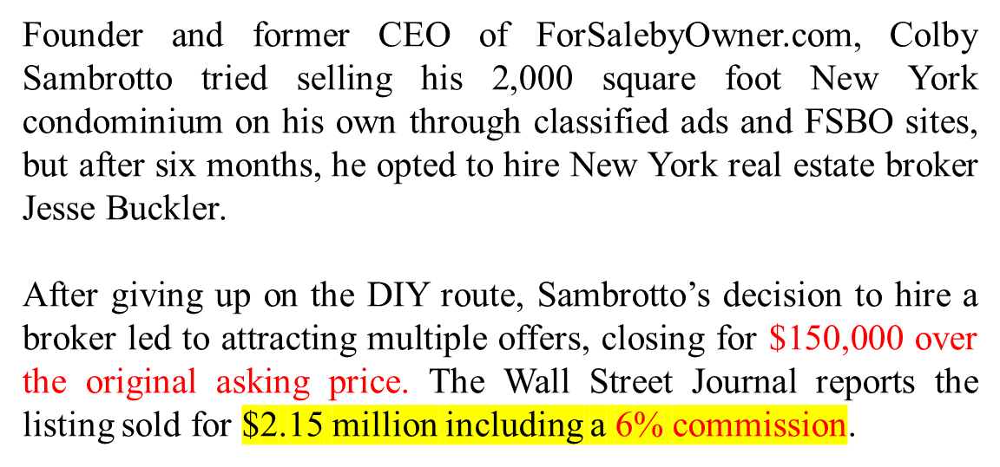 Founder and former CEO of ForSalebyOwner.com, Colby
Sambrotto tried selling his 2,000 square foot New York
condominium on his own through classified ads and FSBO sites,
but after six months, he opted to hire New York real estate broker
Jesse Buckler.
After giving up on the DIY route, Sambrotto’s decision to hire a
broker led to attracting multiple offers, closing for $150,000 over
the original asking price. The Wall Street Journal reports the
listing sold for $2.15 million including a 6% commission.